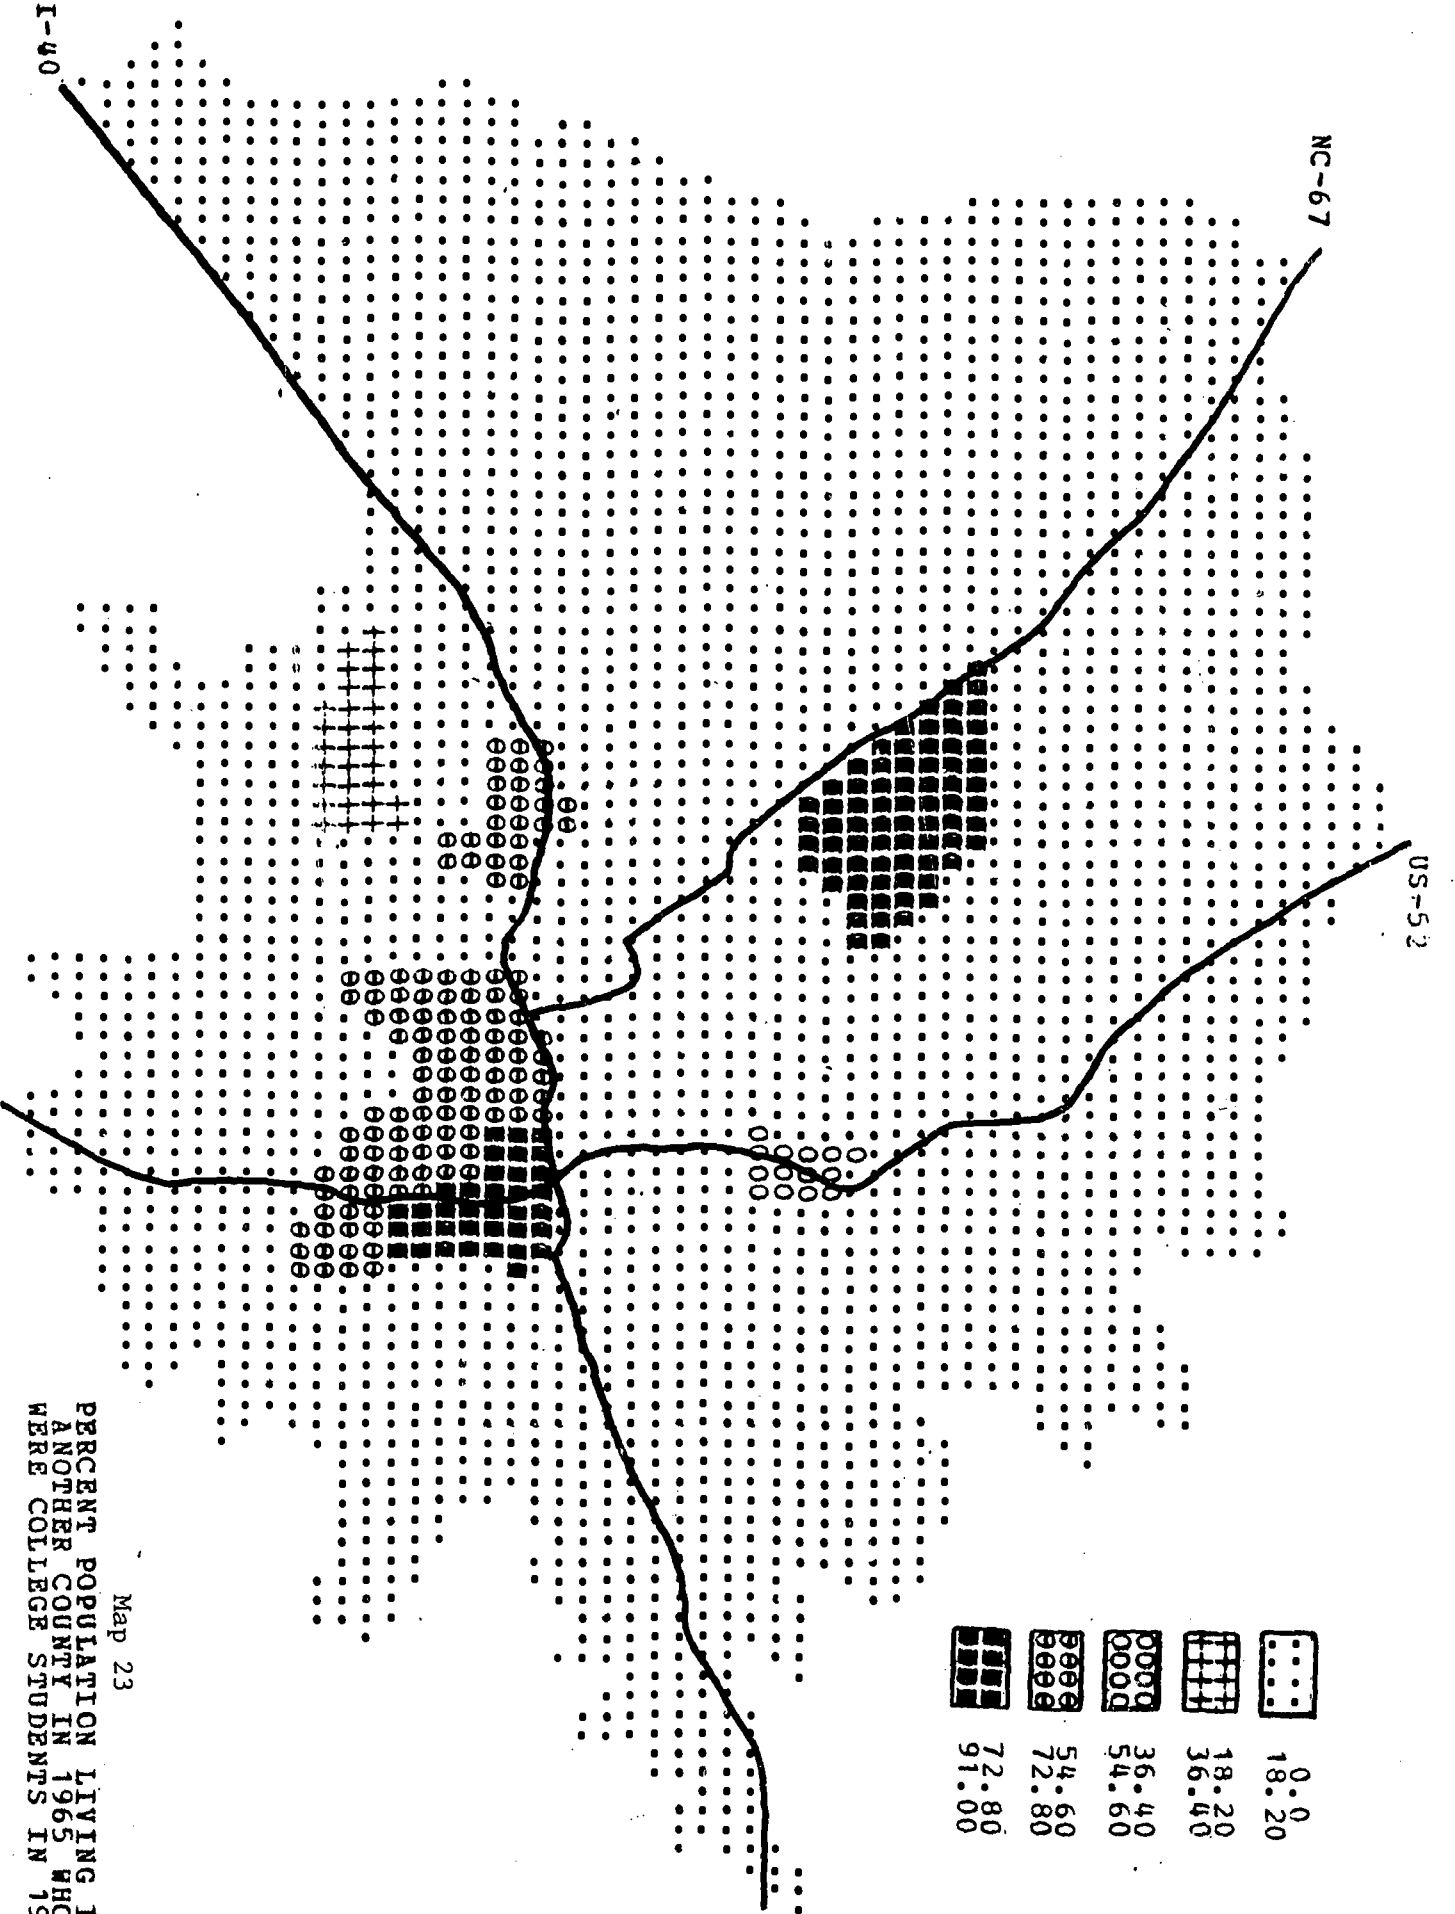 I-40
NC-67
US-52
0.0
18.20
18.20
36.40
36.40
54.60
54.60
72.80
72.80
91.00
Map 23
PERCENT POPULATION LIVING
ANOTHER COUNTY IN 1965 WHO
WERE COLLEGE STUDENTS IN 19